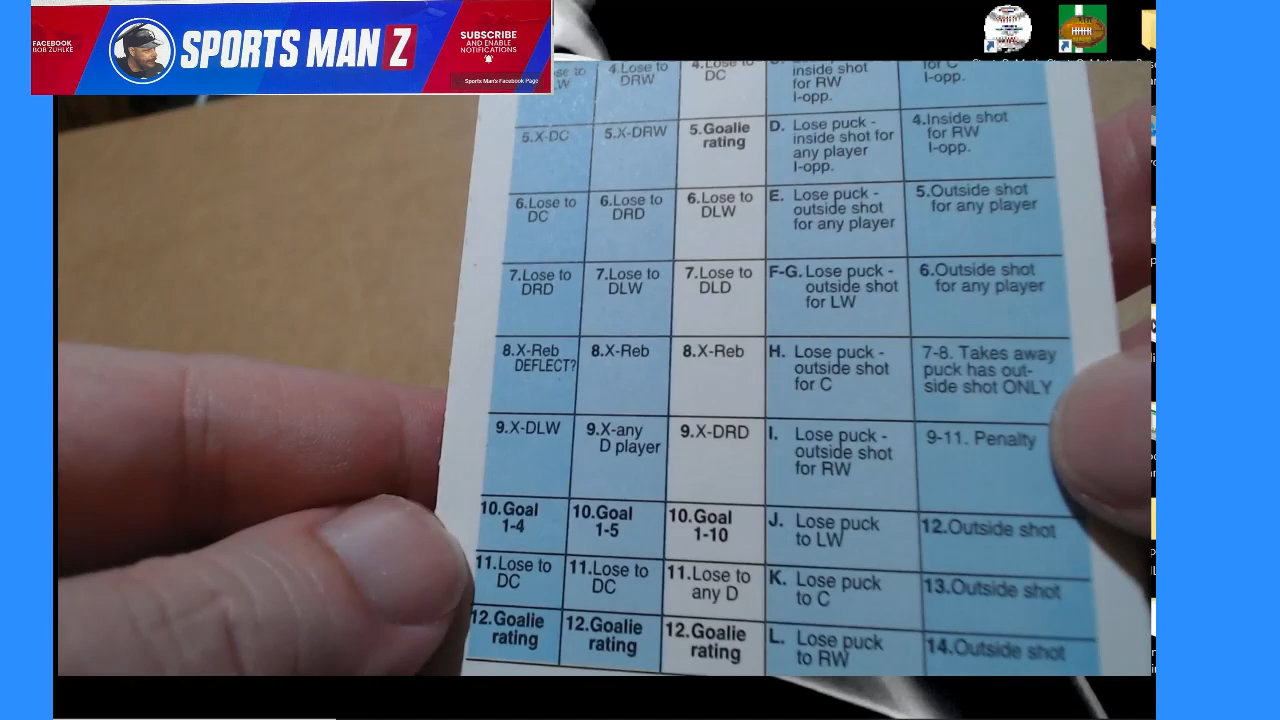 FACEBOOK
BOB ZUHLKE
SPORTS MAN Z
SUBSCRIBE
AND ENABLE
NOTIFICATIONS
Sports Man's Facebook Page
4.Lose to
DRW
4.Lose to
DC
inside shot
for RW
I-opp.
for C
I-opp.
5.X-DC
5.X-DRW
5.Goalie
rating
D. Lose puck -
inside shot for
any player
I-opp.
4.Inside shot
for RW
I-opp.
6.Lose to
DC
6.Lose to
DRD
6.Lose to
DLW
E. Lose puck -
outside shot
for any player
5.Outside shot
for any player
7.Lose to
DRD
7.Lose to
DLW
7.Lose to
DLD
F-G. Lose puck -
outside shot
for LW
6.Outside shot
for any player
8.X-Reb
DEFLECT?
8.X-Reb
8.X-Reb
H. Lose puck -
outside shot
for C
7-8. Takes away
puck has out-
side shot ONLY
9.X-DLW
9.X-any
D player
9.X-DRD
I. Lose puck -
outside shot
for RW
9-11. Penalty
10.Goal
1-4
10.Goal
1-5
10.Goal
1-10
J. Lose puck
to LW
12.Outside shot
11.Lose to
DC
11.Lose to
DC
11.Lose to
any D
K. Lose puck
to C
13.Outside shot
12.Goalie
rating
12.Goalie
rating
12.Goalie
rating
L. Lose puck
to RW
14.Outside shot